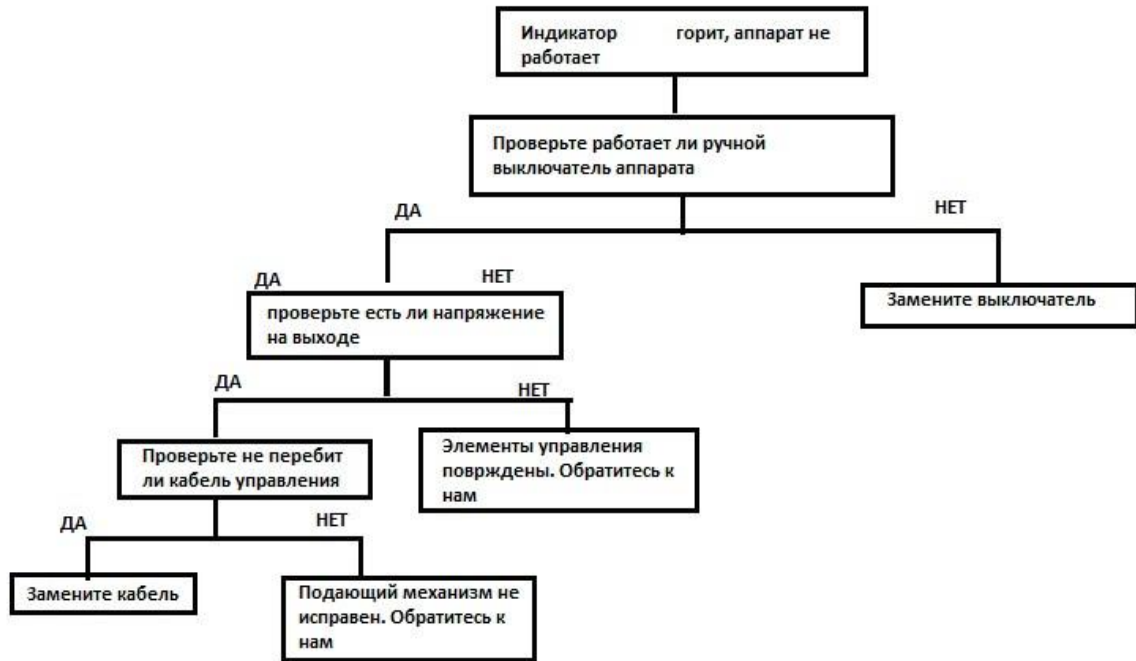 Индикатор горит, аппарат не
работает
Проверьте работает ли ручной
выключатель аппарата
ДА
НЕТ
ДА
НЕТ
проверьте есть ли напряжение
на выходе
Замените выключатель
ДА
НЕТ
Проверьте не перебит
ли кабель управления
Элементы управления
поврждены. Обратитесь к
нам
ДА
НЕТ
Замените кабель
Подающий механизм не
исправен. Обратитесь к
нам